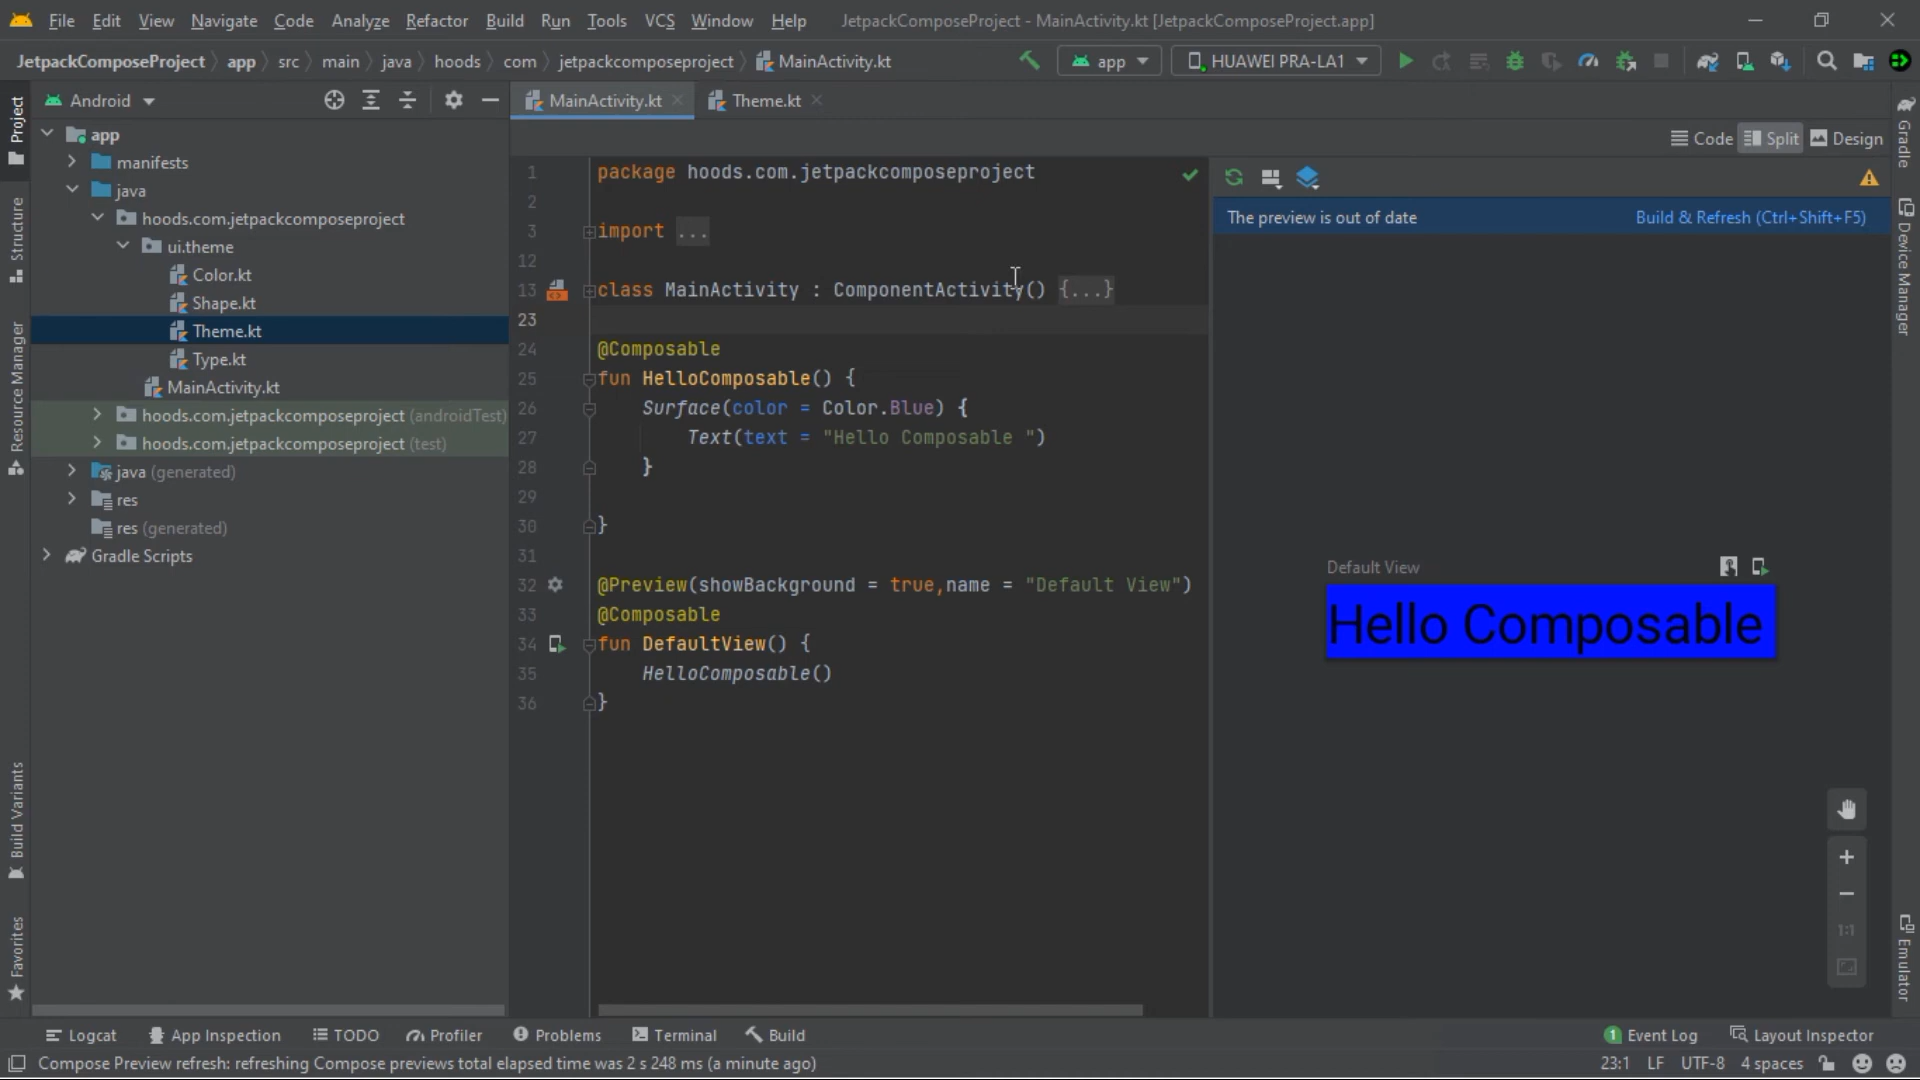 File Edit View Navigate Code Analyze Refactor Build Run Tools VCS Window Help JetpackComposeProject - MainActivity.kt [JetpackComposeProject.app]
JetpackComposeProject app src main java hoods com jetpackcomposeproject MainActivity.kt app HUAWEI PRA-LA1
Project
Structure
Resource Manager
Build Variants
Favorites
Android
app
manifests
java
hoods.com.jetpackcomposeproject
ui.theme
Color.kt
Shape.kt
Theme.kt
Type.kt
MainActivity.kt
hoods.com.jetpackcomposeproject (androidTest)
hoods.com.jetpackcomposeproject (test)
java (generated)
res
res (generated)
Gradle Scripts
MainActivity.kt Theme.kt
Code Split Design
1 package hoods.com.jetpackcomposeproject
2
3 import ...
12
13 class MainActivity : ComponentActivity() {...}
23
24 @Composable
25 fun HelloComposable() {
26 Surface(color = Color.Blue) {
27 Text(text = "Hello Composable ")
28 }
29
30 }
31
32 @Preview(showBackground = true,name = "Default View")
33 @Composable
34 fun DefaultView() {
35 HelloComposable()
36 }
The preview is out of date Build & Refresh (Ctrl+Shift+F5)
Default View
Hello Composable
1:1
Gradle
Device Manager
Emulator
Logcat App Inspection TODO Profiler Problems Terminal Build 1 Event Log Layout Inspector
Compose Preview refresh: refreshing Compose previews total elapsed time was 2 s 248 ms (a minute ago) 23:1 LF UTF-8 4 spaces